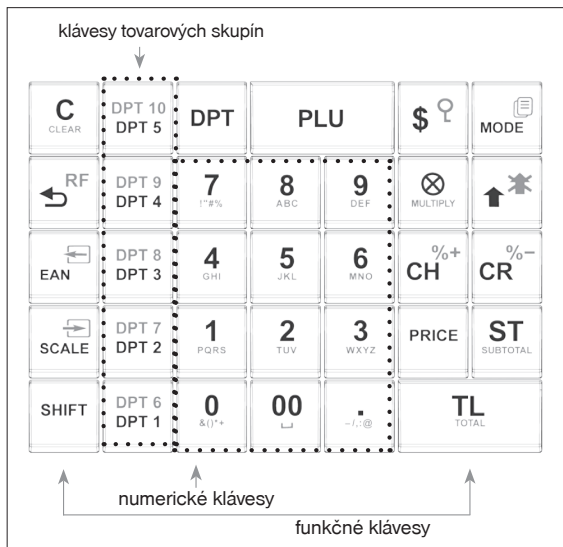 klávesy tovarových skupín
C
CLEAR
DPT 10
DPT 5
DPT
PLU
$
MODE
RF
DPT 9
DPT 4
7
!"#%
8
ABC
9
DEF
MULTIPLY
EAN
DPT 8
DPT 3
4
GHI
5
JKL
6
MNO
%+
CH
%-
CR
SCALE
DPT 7
DPT 2
1
PQRS
2
TUV
3
WXYZ
PRICE
ST
SUBTOTAL
SHIFT
DPT 6
DPT 1
0
&()*+
00
.
-/,:@
TL
TOTAL
numerické klávesy
funkčné klávesy